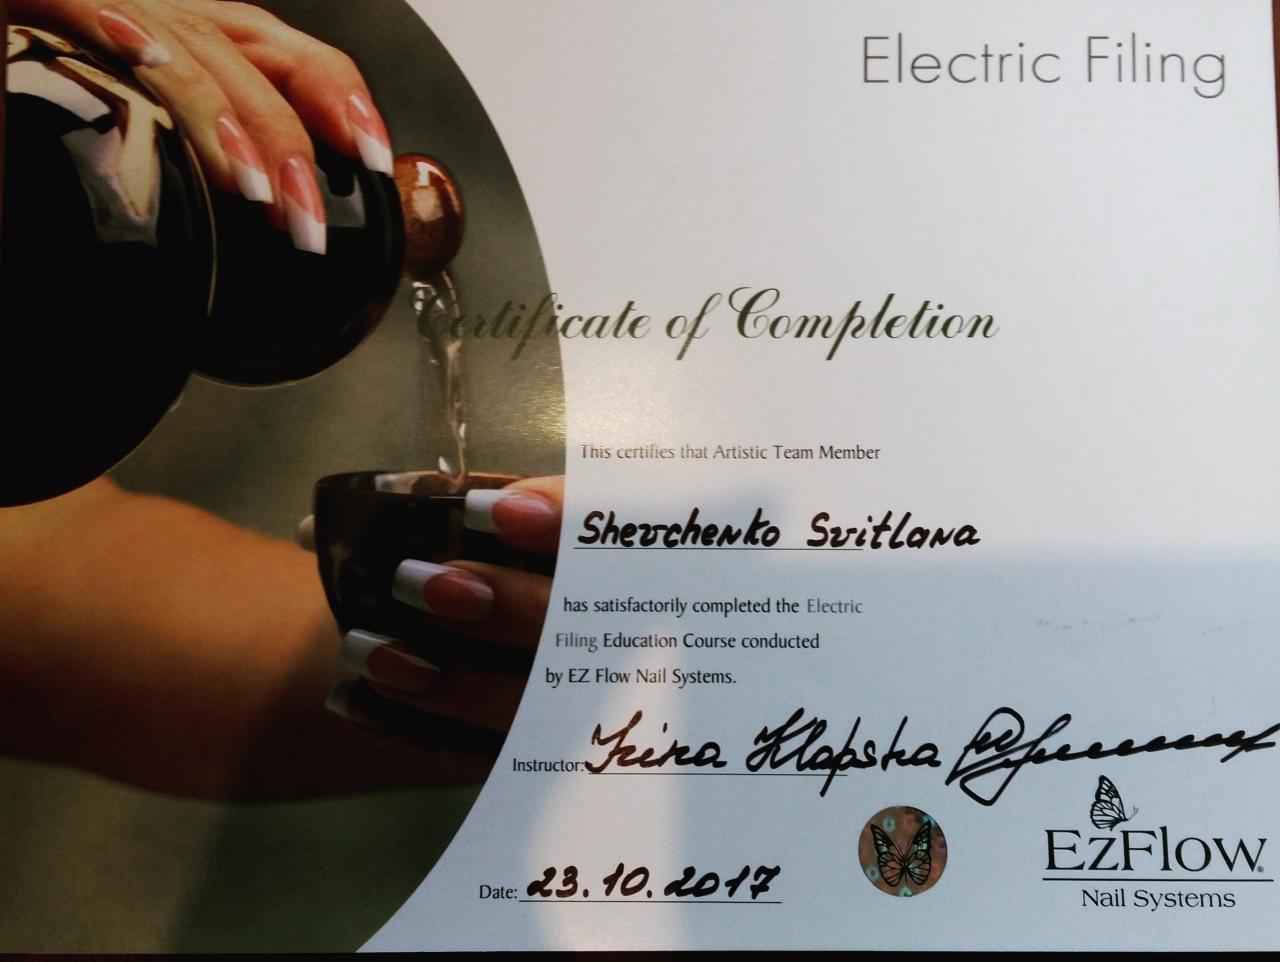 Electric Filing
Certificate of Completion
This certifies that Artistic Team Member
Shevchenko Svitlana
has satisfactorily completed the Electric
Filing Education Course conducted
by EZ Flow Nail Systems.
Instructor: Irina Klapska
Date: 23.10.2017
EzFlow®
Nail Systems